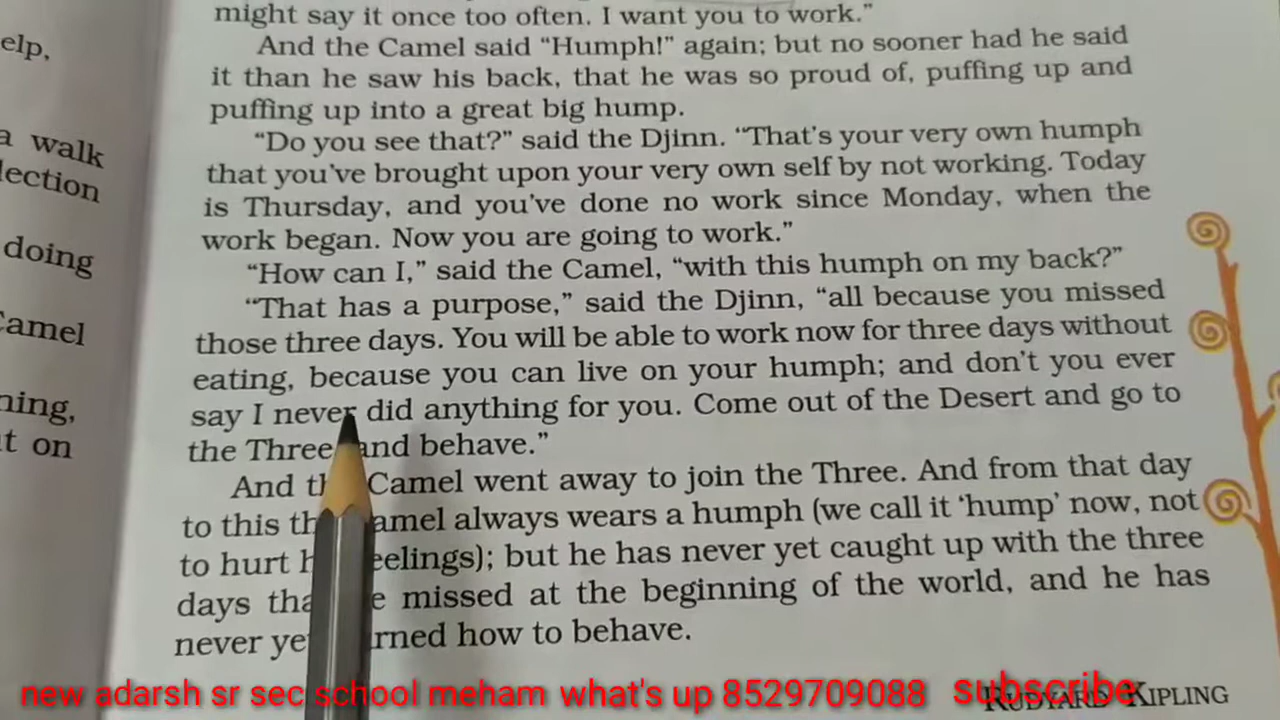 might say it once too often. I want you to work."
And the Camel said "Humph!" again; but no sooner had he said
it than he saw his back, that he was so proud of, puffing up and
puffing up into a great big hump.
"Do you see that?" said the Djinn. "That's your very own humph
that you've brought upon your very own self by not working. Today
is Thursday, and you've done no work since Monday, when the
work began. Now you are going to work."
"How can I," said the Camel, "with this humph on my back?"
"That has a purpose," said the Djinn, "all because you missed
those three days. You will be able to work now for three days without
eating, because you can live on your humph; and don't you ever
say I never did anything for you. Come out of the Desert and go to
the Three and behave."
And Camel went away to join the Three. And from that day
to this always wears a humph (we call it 'hump' now, not
to hurt feelings); but he has never yet caught up with the three
days missed at the beginning of the world, and he has
never how to behave.
RUDYARD KIPLING
elp,
a walk
lection
doing
Camel
ning,
t on
new adarsh sr sec school meham what's up 8529709088 subscribe